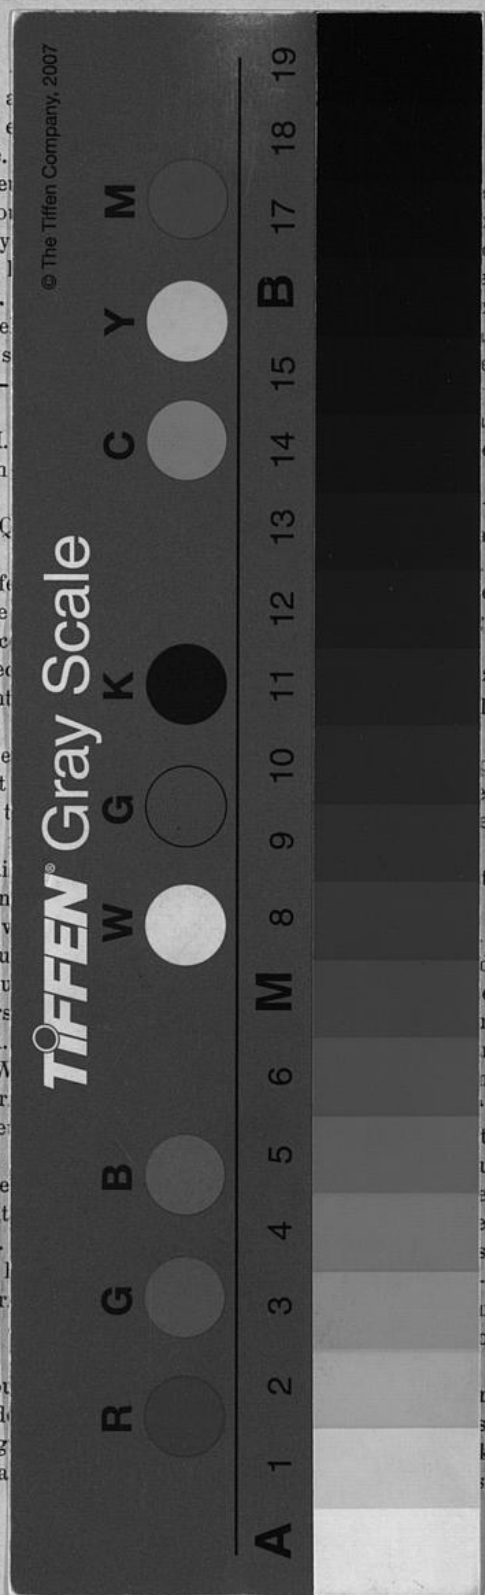 TIFFEN® Gray Scale
© The Tiffen Company, 2007
R G B W G K C Y M
A 1 2 3 4 5 6 M 8 9 10 11 12 13 14 15 B 17 18 19